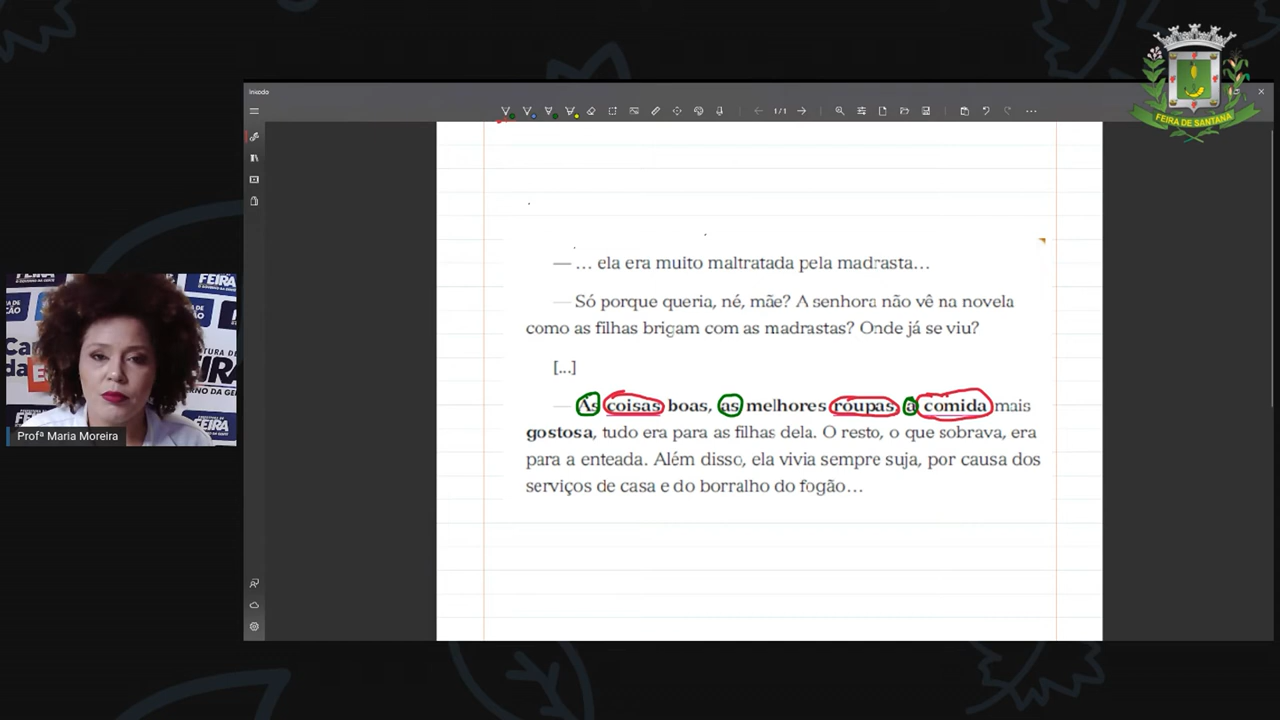 FEIRA DE SANTANA
Inkodo
1/1
— … ela era muito maltratada pela madrasta…
— Só porque queria, né, mãe? A senhora não vê na novela
como as filhas brigam com as madrastas? Onde já se viu?
[...]
— As coisas boas, as melhores roupas a comida mais
gostosa, tudo era para as filhas dela. O resto, o que sobrava, era
para a enteada. Além disso, ela vivia sempre suja, por causa dos
serviços de casa e do borralho do fogão…
FEIRA
Profª Maria Moreira